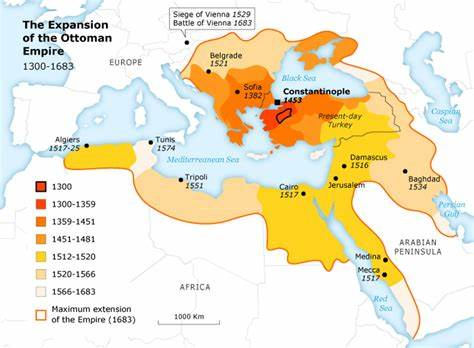 The Expansion
of the Ottoman
Empire
1300-1683
Siege of Vienna 1529
Battle of Vienna 1683
EUROPE
Belgrade
1521
Black Sea
Sofia
1382
Constantinople
1453
Caspian
Sea
Present-day
Turkey
Algiers
1517-25
Tunis
1574
Mediterranean Sea
Tripoli
1551
Damascus
1516
Jerusalem
Baghdad
1534
Cairo
1517
Persian
Gulf
ARABIAN
PENINSULA
Medina
Mecca
1517
Red
Sea
AFRICA
1300
1300-1359
1359-1451
1451-1481
1512-1520
1520-1566
1566-1683
Maximum extension
of the Empire (1683)
1000 Km